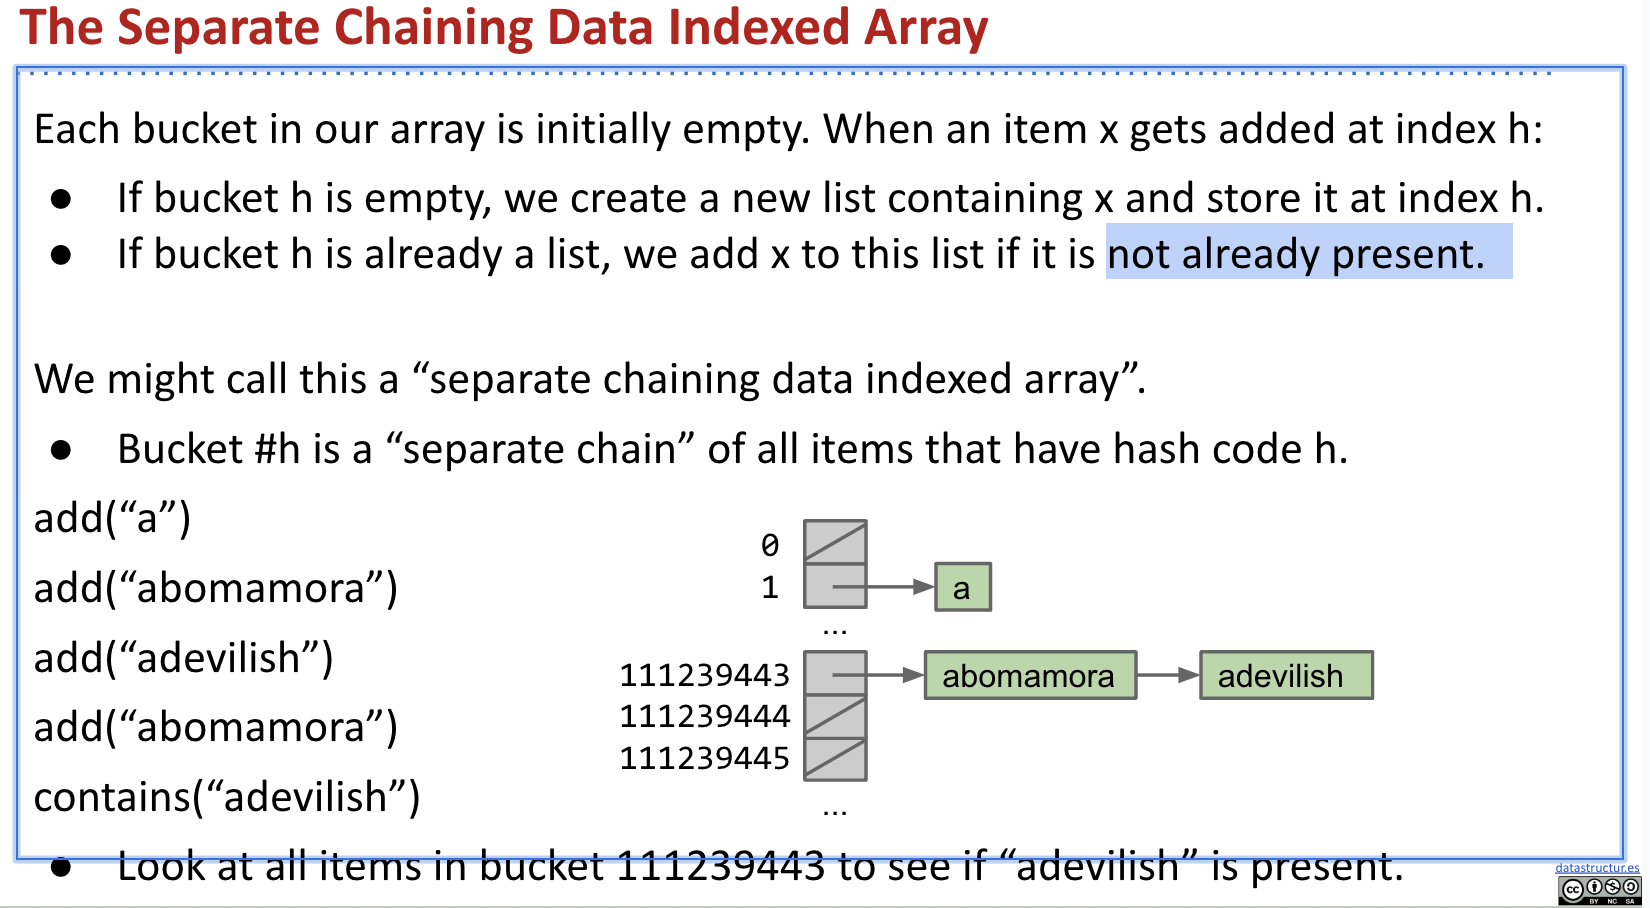 The Separate Chaining Data Indexed Array
Each bucket in our array is initially empty. When an item x gets added at index h:
● If bucket h is empty, we create a new list containing x and store it at index h.
● If bucket h is already a list, we add x to this list if it is not already present.
We might call this a “separate chaining data indexed array”.
● Bucket #h is a “separate chain” of all items that have hash code h.
add(“a”)
add(“abomamora”)
add(“adevilish”)
add(“abomamora”)
contains(“adevilish”)
● Look at all items in bucket 111239443 to see if “adevilish” is present.
0
1 a
...
111239443 abomamora adevilish
111239444
111239445
...
datastructur.es
cc
BY NC SA